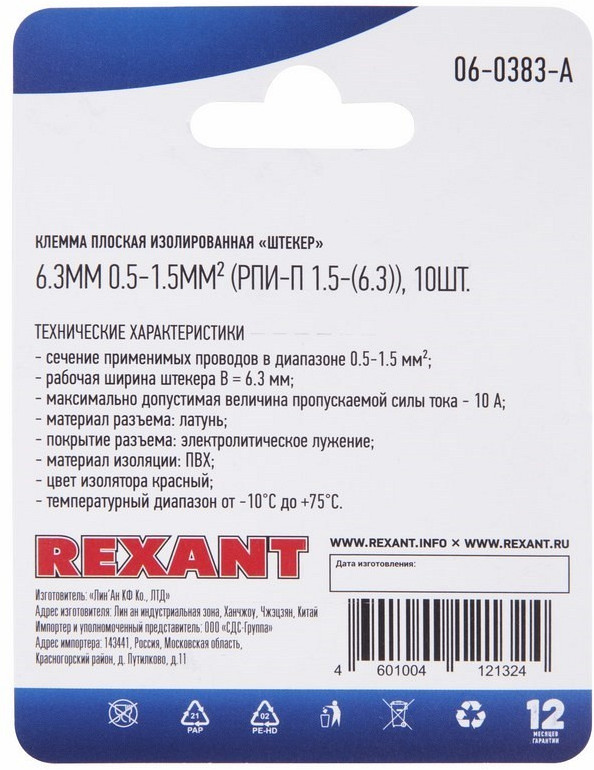 06-0383-А
КЛЕММА ПЛОСКАЯ ИЗОЛИРОВАННАЯ «ШТЕКЕР»
6.3ММ 0.5-1.5ММ² (РПИ-П 1.5-(6.3)), 10ШТ.
ТЕХНИЧЕСКИЕ ХАРАКТЕРИСТИКИ
- сечение применимых проводов в диапазоне 0.5-1.5 мм²;
- рабочая ширина штекера B = 6.3 мм;
- максимально допустимая величина пропускаемой силы тока - 10 А;
- материал разъема: латунь;
- покрытие разъема: электролитическое лужение;
- материал изоляции: ПВХ;
- цвет изолятора красный;
- температурный диапазон от -10°C до +75°C.
REXANT
WWW.REXANT.INFO × WWW.REXANT.RU
Дата изготовления:
Изготовитель: «Лин'Ан КФ Ко., ЛТД»
Адрес изготовителя: Лин ан индустриальная зона, Ханчжоу, Чжэцзян, Китай
Импортер и уполномоченный представитель: ООО «СДС-Группа»
Адрес импортера: 143441, Россия, Московская область,
Красногорский район, д. Путилково, д.11
4 601004 121324
21
PAP
02
PE-HD
12
МЕСЯЦЕВ
ГАРАНТИИ